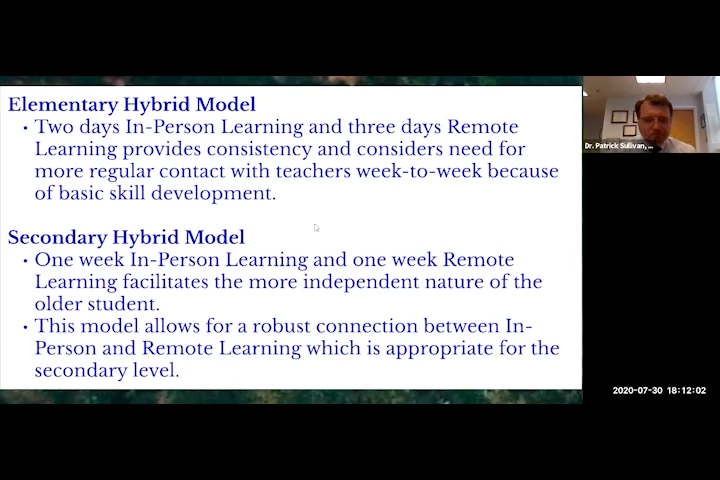 Elementary Hybrid Model
• Two days In-Person Learning and three days Remote
Learning provides consistency and considers need for
more regular contact with teachers week-to-week because
of basic skill development.
Secondary Hybrid Model
• One week In-Person Learning and one week Remote
Learning facilitates the more independent nature of the
older student.
• This model allows for a robust connection between In-
Person and Remote Learning which is appropriate for the
secondary level.
Dr. Patrick Sullivan, ...
2020-07-30 18:12:02